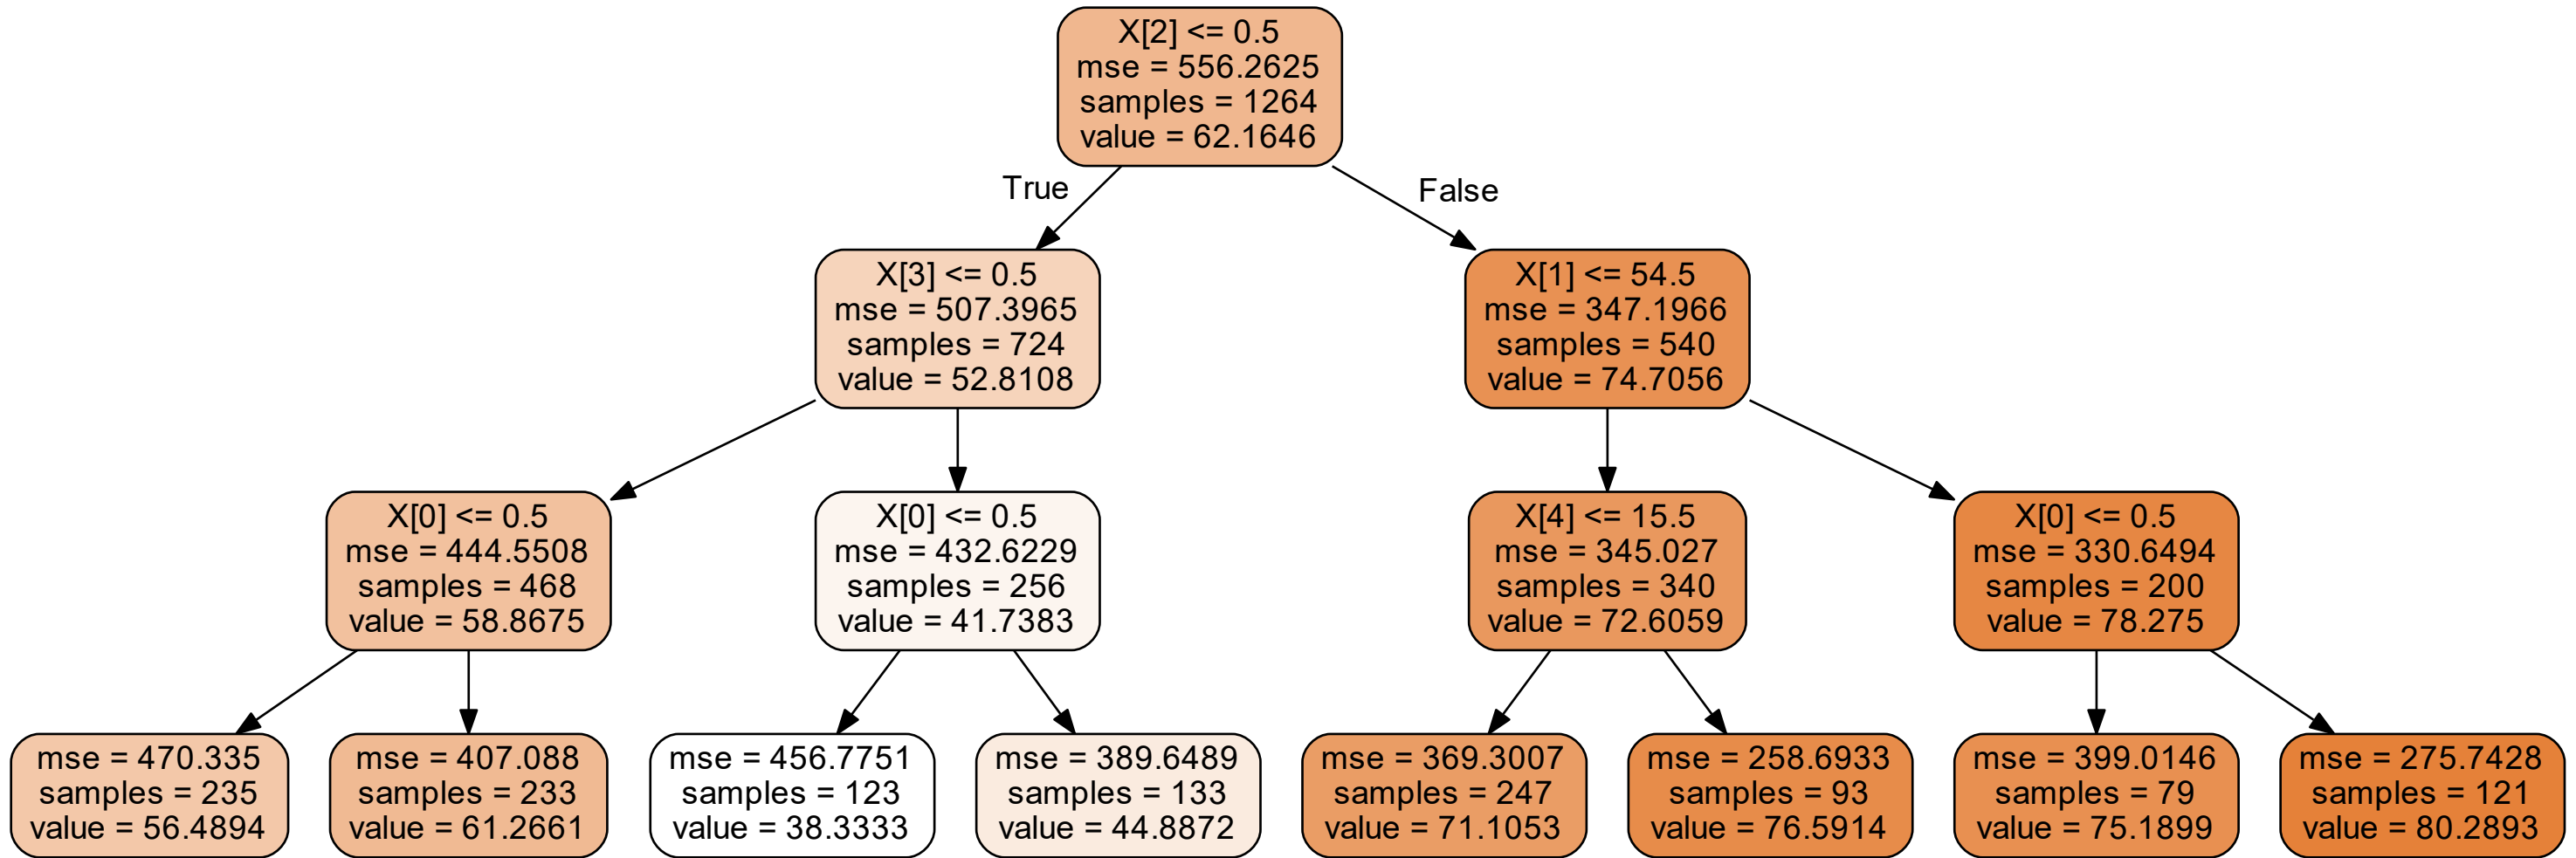 X[2] <= 0.5
mse = 556.2625
samples = 1264
value = 62.1646
True
False
X[3] <= 0.5
mse = 507.3965
samples = 724
value = 52.8108
X[1] <= 54.5
mse = 347.1966
samples = 540
value = 74.7056
X[0] <= 0.5
mse = 444.5508
samples = 468
value = 58.8675
X[0] <= 0.5
mse = 432.6229
samples = 256
value = 41.7383
X[4] <= 15.5
mse = 345.027
samples = 340
value = 72.6059
X[0] <= 0.5
mse = 330.6494
samples = 200
value = 78.275
mse = 470.335
samples = 235
value = 56.4894
mse = 407.088
samples = 233
value = 61.2661
mse = 456.7751
samples = 123
value = 38.3333
mse = 389.6489
samples = 133
value = 44.8872
mse = 369.3007
samples = 247
value = 71.1053
mse = 258.6933
samples = 93
value = 76.5914
mse = 399.0146
samples = 79
value = 75.1899
mse = 275.7428
samples = 121
value = 80.2893